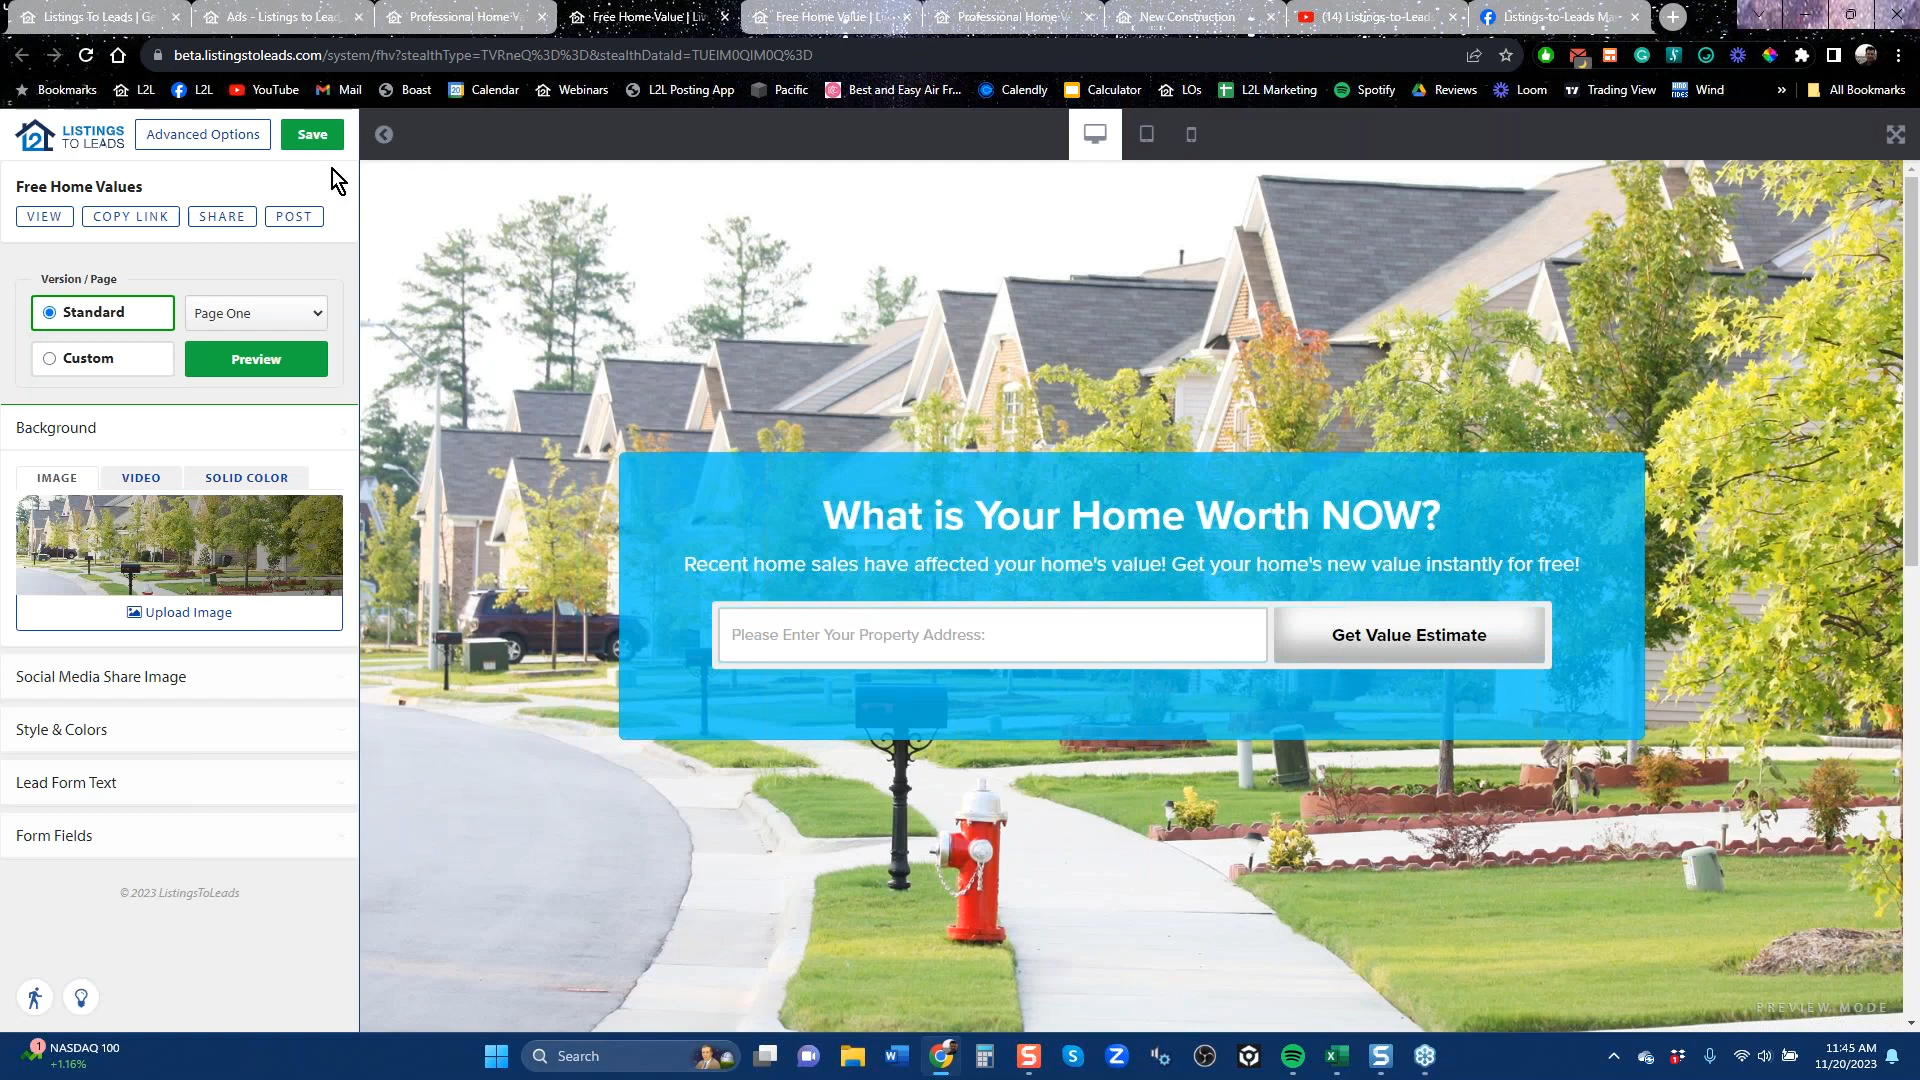 Listings To Leads | Ge
Ads - Listings to Lead
Professional Home V
Free Home Value | Li
Free Home Value | L
Professional Home V
New Construction
(14) Listings-to-Leads
Listings-to-Leads Ma
beta.listingstoleads.com/system/fhv?stealthType=TVRneQ%3D%3D&stealthDataId=TUEIM0QIM0Q%3D
Bookmarks
L2L
L2L
YouTube
Mail
Boast
Calendar
Webinars
L2L Posting App
Pacific
Best and Easy Air Fr...
Calendly
Calculator
LOs
L2L Marketing
Spotify
Reviews
Loom
Trading View
Wind
»
All Bookmarks
LISTINGS
TO LEADS
Advanced Options
Save
Free Home Values
VIEW
COPY LINK
SHARE
POST
Version / Page
Standard
Page One
Custom
Preview
Background
IMAGE
VIDEO
SOLID COLOR
Upload Image
Social Media Share Image
Style & Colors
Lead Form Text
Form Fields
© 2023 ListingsToLeads
What is Your Home Worth NOW?
Recent home sales have affected your home's value! Get your home's new value instantly for free!
Please Enter Your Property Address:
Get Value Estimate
PREVIEW MODE
NASDAQ 100
+1.16%
Search
11:45 AM
11/20/2023